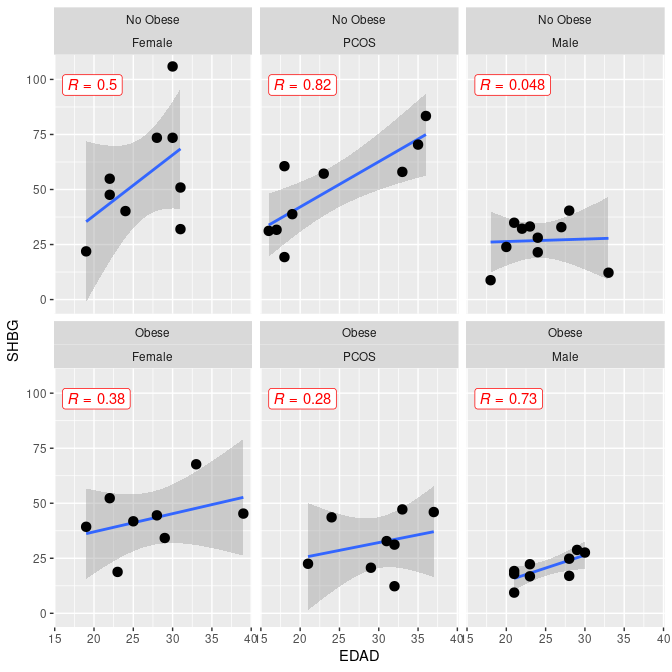 No Obese No Obese No Obese
Female PCOS Male
R = 0.5 R = 0.82 R = 0.048
100
75
50
25
0
SHBG
Obese Obese Obese
Female PCOS Male
R = 0.38 R = 0.28 R = 0.73
100
75
50
25
0
15 20 25 30 35 40 15 20 25 30 35 40 15 20 25 30 35 40
EDAD